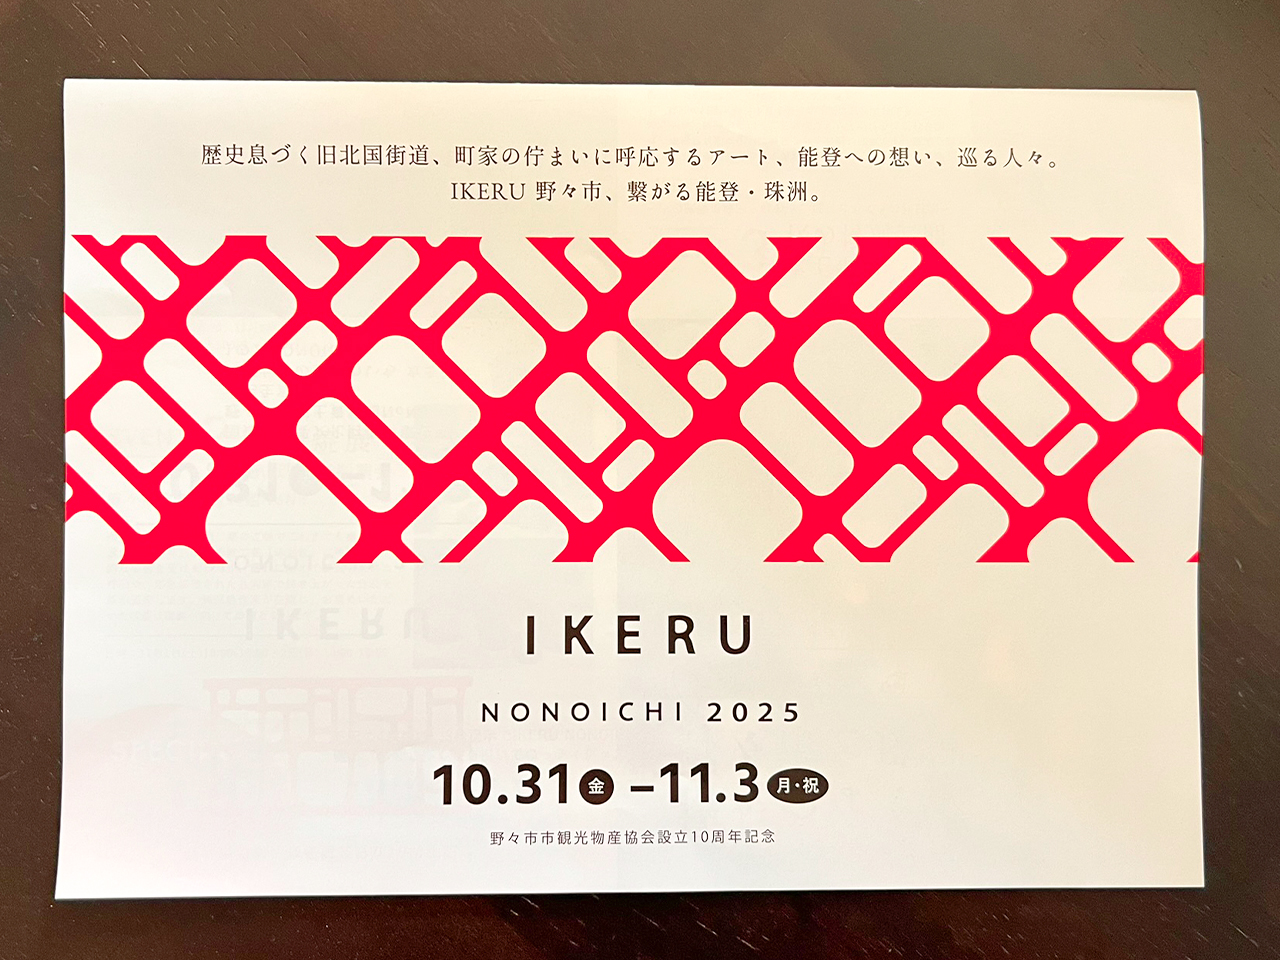 歴史息づく旧北国街道、町家の佇まいに呼応するアート、能登への想い、巡る人々。
IKERU 野々市、繋がる能登・珠洲。
IKERU
NONOICHI 2025
10.31金–11.3月・祝
野々市市観光物産協会設立10周年記念